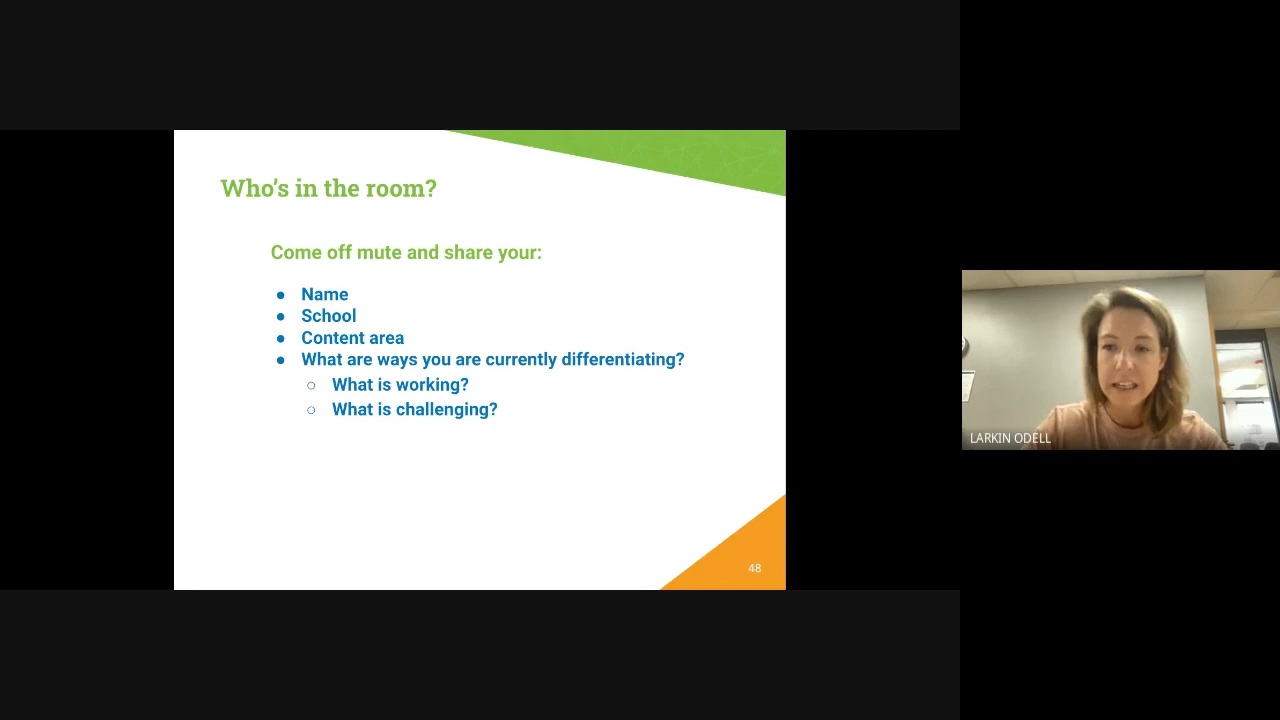 Who's in the room?
Come off mute and share your:
● Name
● School
● Content area
● What are ways you are currently differentiating?
○ What is working?
○ What is challenging?
48
LARKIN ODELL